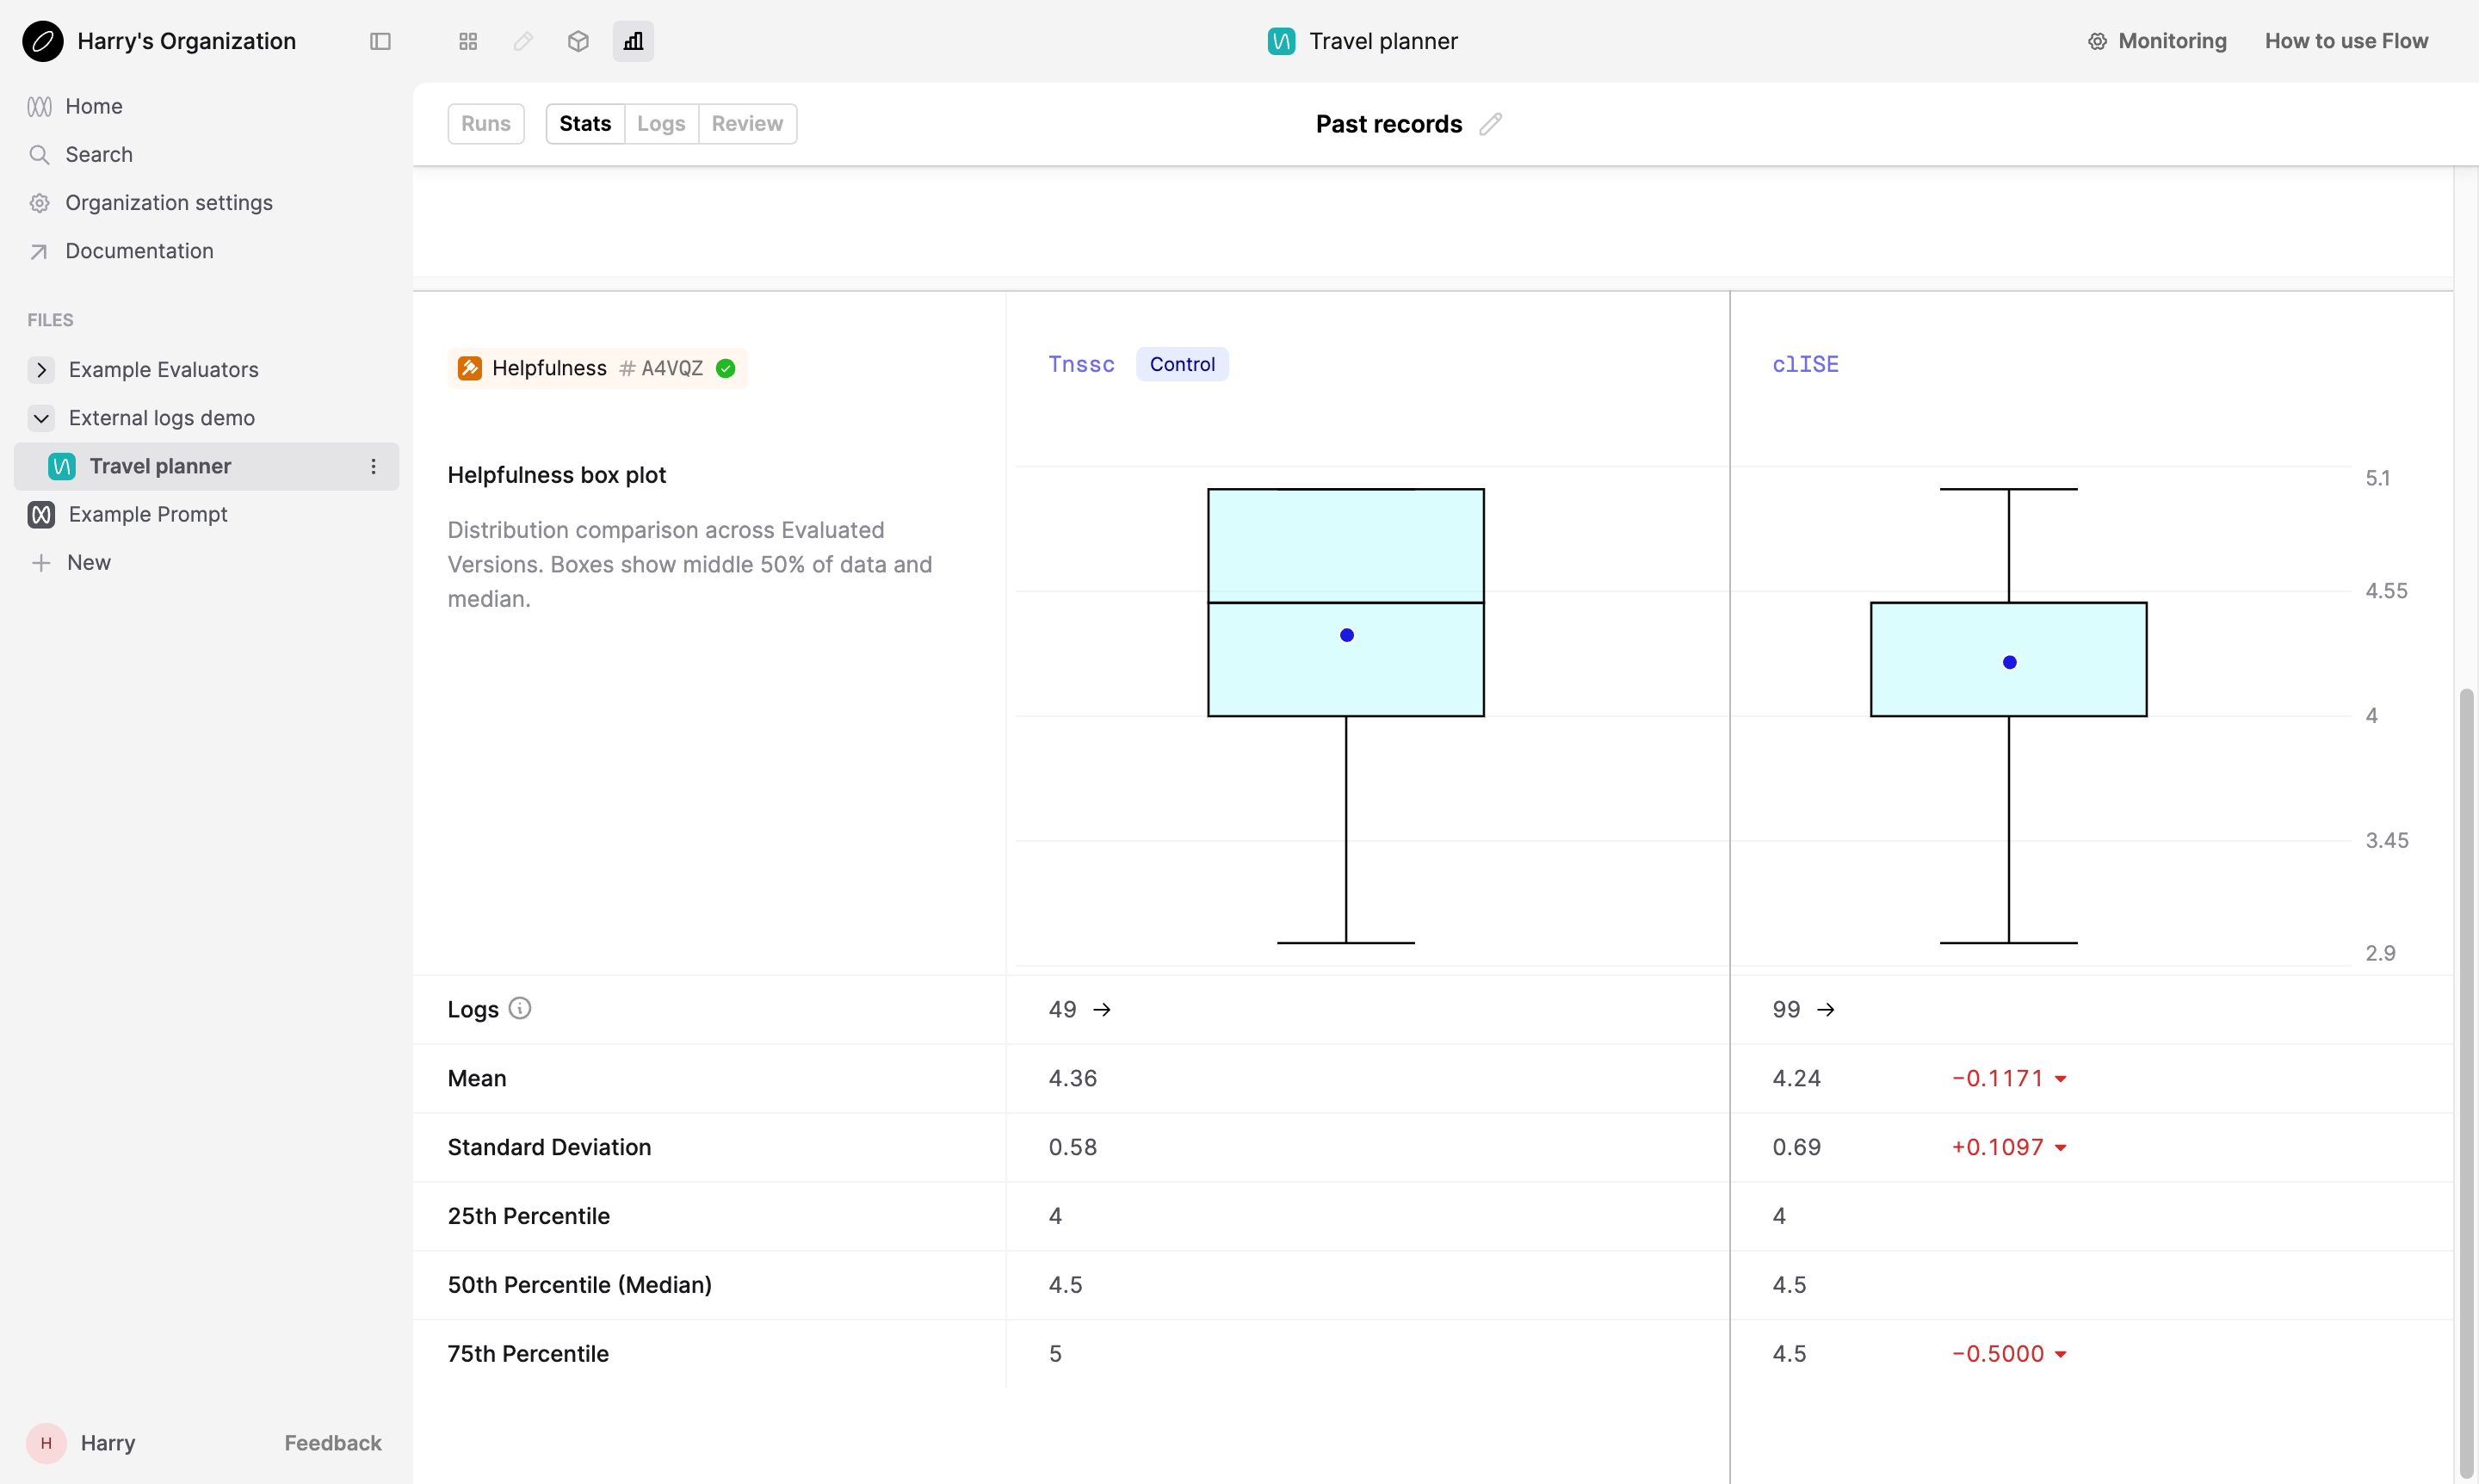 Harry's Organization
Travel planner
Monitoring
How to use Flow
Home
Search
Organization settings
Documentation
FILES
Example Evaluators
External logs demo
Travel planner
Example Prompt
New
Runs
Stats
Logs
Review
Past records
Helpfulness # A4VQZ
Tnssc
Control
clISE
Helpfulness box plot
Distribution comparison across Evaluated
Versions. Boxes show middle 50% of data and
median.
5.1
4.55
4
3.45
2.9
Logs 49 → 99 →
Mean 4.36 4.24 −0.1171
Standard Deviation 0.58 0.69 +0.1097
25th Percentile 4 4
50th Percentile (Median) 4.5 4.5
75th Percentile 5 4.5 −0.5000
H
Harry
Feedback